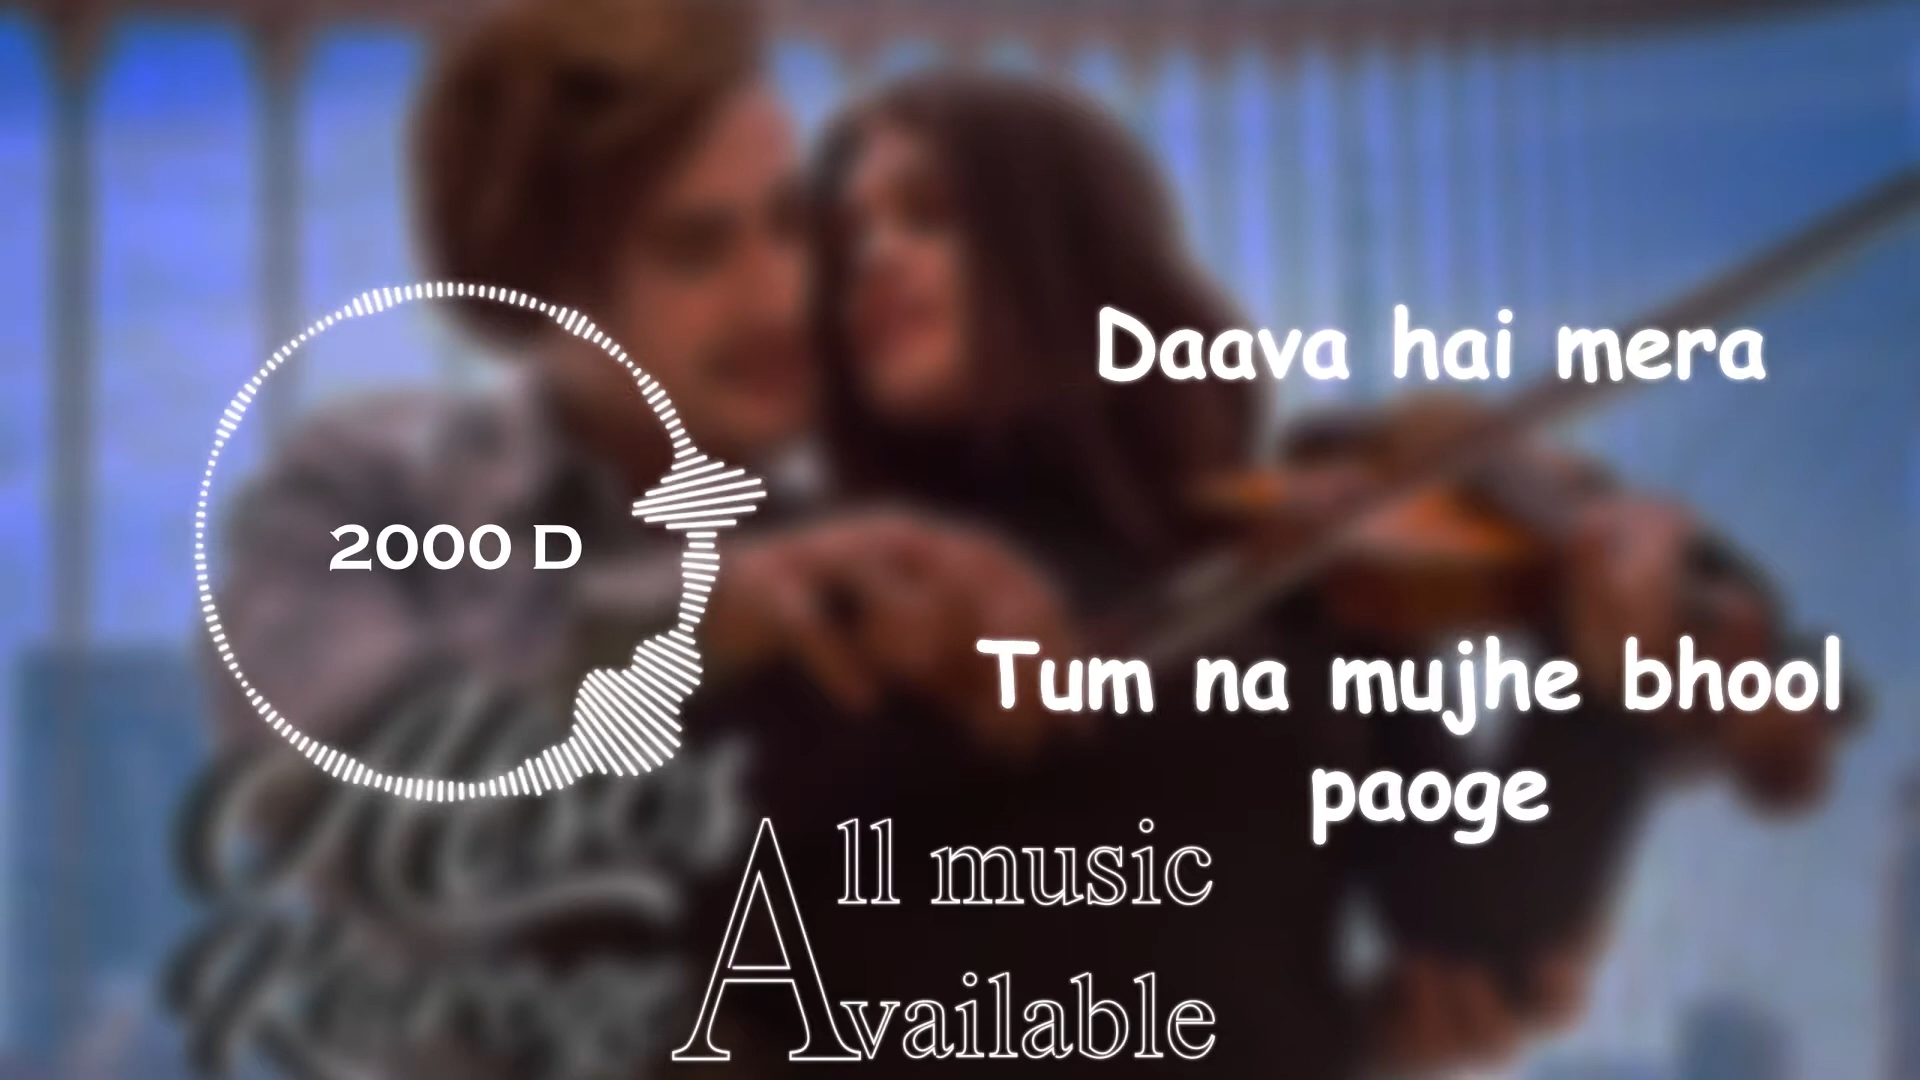 2000 D
Daava hai mera
Tum na mujhe bhool
paoge
All music
Available